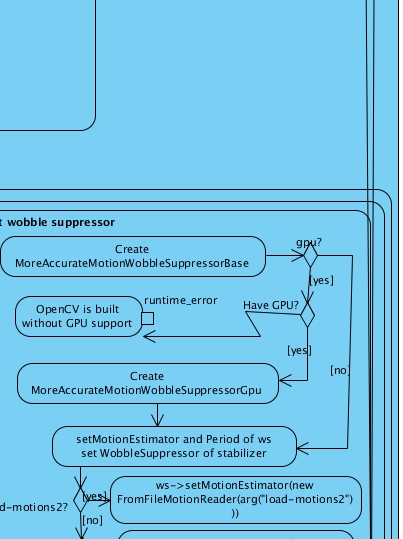 t wobble suppressor
gpu?
Create
MoreAccurateMotionWobbleSuppressorBase
[yes]
runtime_error
Have GPU?
OpenCV is built
without GPU support
[yes]
[no]
Create
MoreAccurateMotionWobbleSuppressorGpu
setMotionEstimator and Period of ws
set WobbleSuppressor of stabilizer
ws->setMotionEstimator(new
FromFileMotionReader(arg("load-motions2")
))
[yes]
d-motions2?
[no]